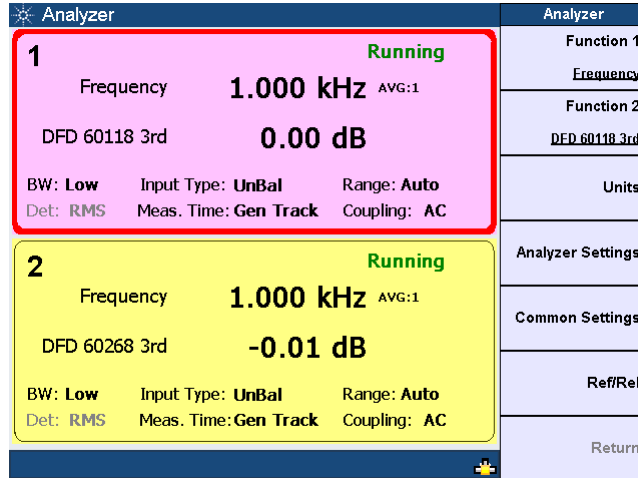 Analyzer
1
Running
Frequency 1.000 kHz AVG:1
DFD 60118 3rd 0.00 dB
BW: Low Input Type: UnBal Range: Auto
Det: RMS Meas. Time: Gen Track Coupling: AC
2
Running
Frequency 1.000 kHz AVG:1
DFD 60268 3rd -0.01 dB
BW: Low Input Type: UnBal Range: Auto
Det: RMS Meas. Time: Gen Track Coupling: AC
Analyzer
Function 1
Frequency
Function 2
DFD 60118 3rd
Units
Analyzer Settings
Common Settings
Ref/Rel
Return